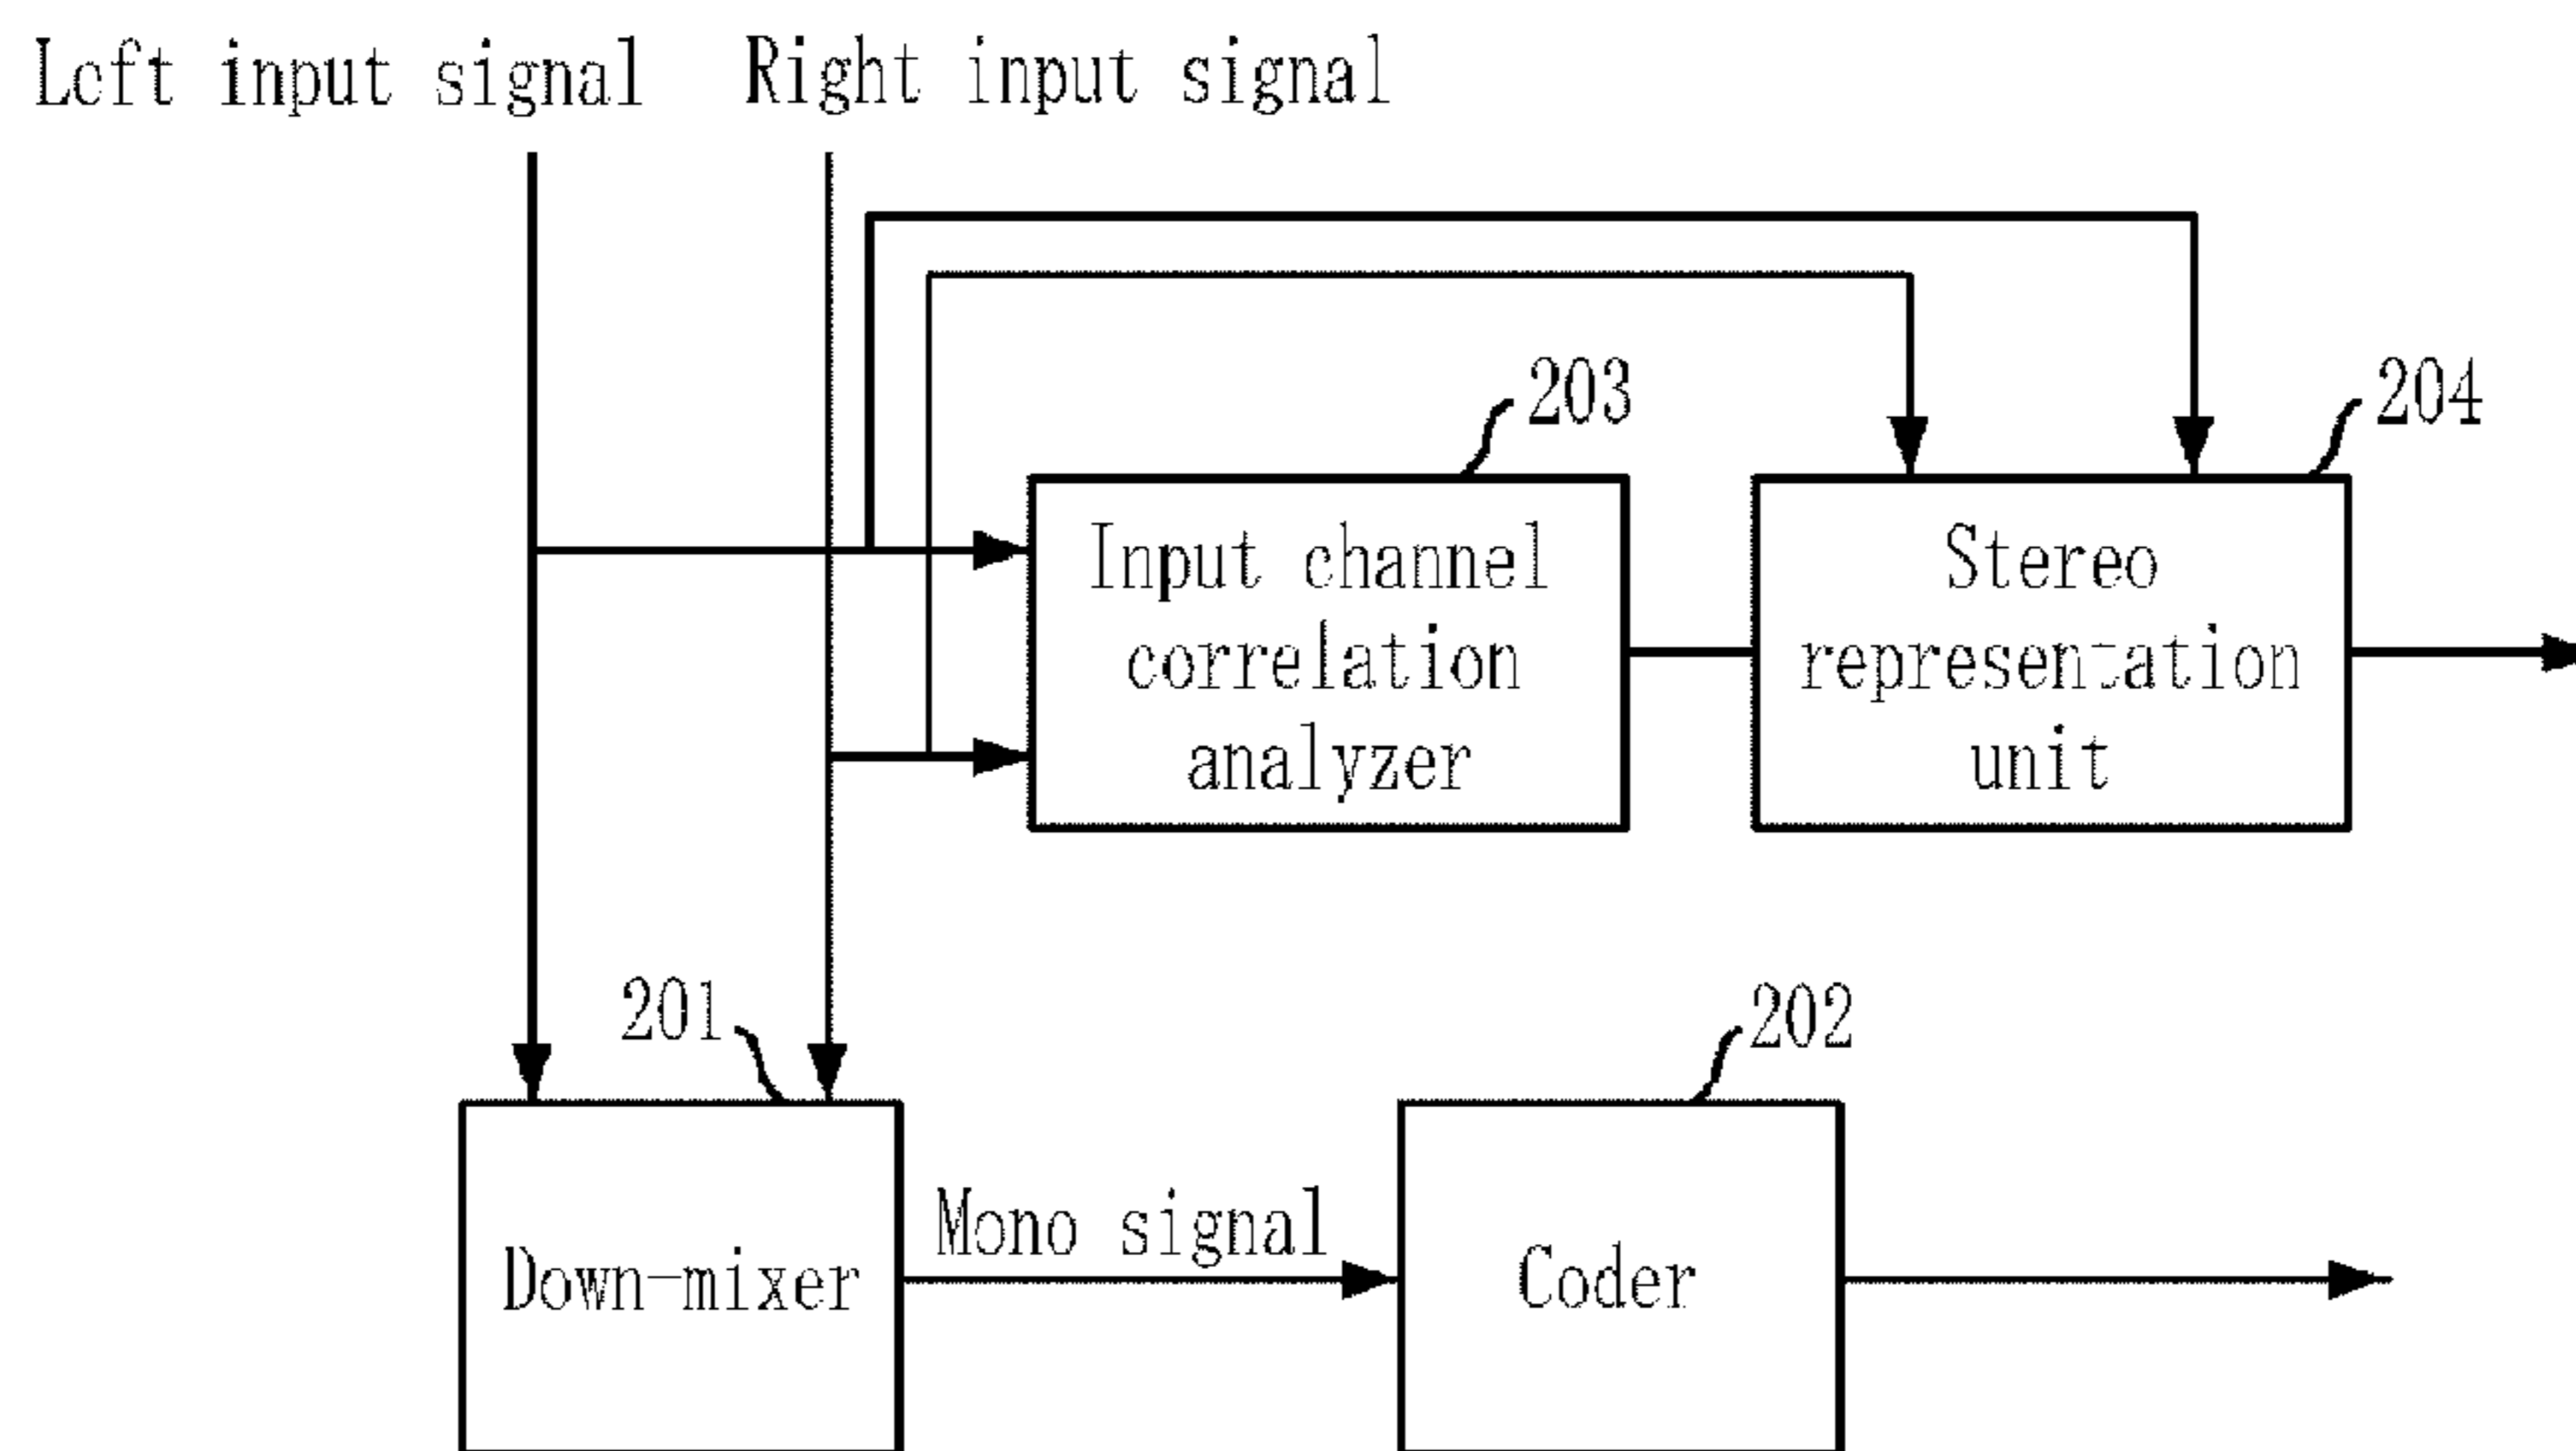 Left input signal
Right input signal
203
204
Input channel
correlation
analyzer
Stereo
representation
unit
201
202
Mono signal
Down-mixer
Coder